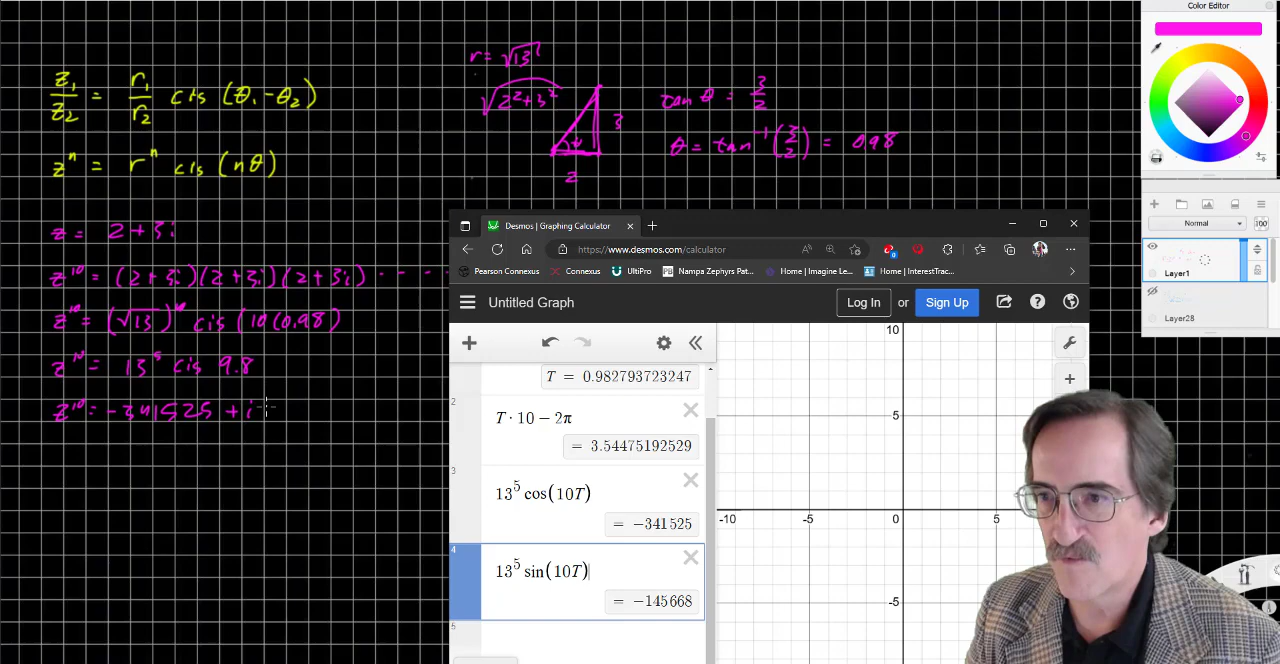 z₁/z₂ = r₁/r₂ cis (θ₁ - θ₂)
zⁿ = rⁿ cis (nθ)
z = 2 + 3i
z¹⁰ = (2 + 3i)(2 + 3i)(2 + 3i) - - - -
z¹⁰ = (√13)¹⁰ cis (10(0.98)
z¹⁰ = 13⁵ cis 9.8
z¹⁰ = -341525 + i
r = √13
√2² + 3²
3
2
tan θ = 3/2
θ = tan⁻¹ (3/2) = 0.98
Color Editor
Normal
100
Layer1
Layer28
Desmos | Graphing Calculator
https://www.desmos.com/calculator
Pearson Connexus
Connexus
UltiPro
PB Nampa Zephyrs Pat...
Home | Imagine Le...
Home | InterestTrac...
Untitled Graph
Log In
or
Sign Up
T = 0.982793723247
2
T · 10 - 2π
= 3.54475192529
3
13⁵ cos(10T)
= -341525
4
13⁵ sin(10T)
= -145668
5
10
5
-10
-5
0
5
-5